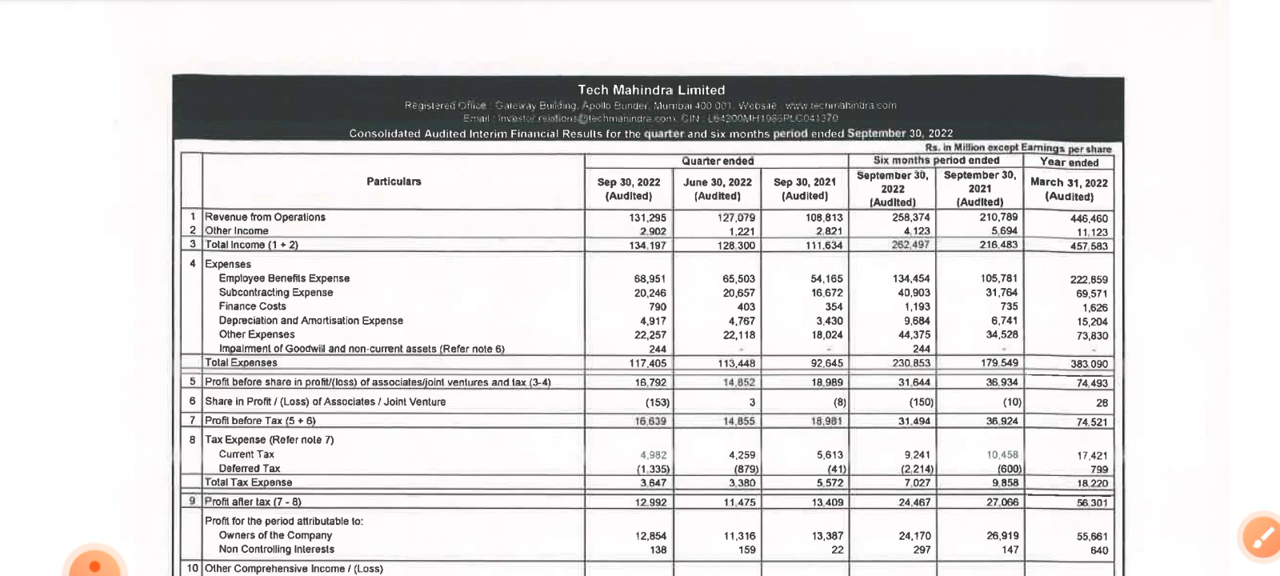 Tech Mahindra Limited
Registered Office : Gateway Building, Apollo Bunder, Mumbai 400 001. Website : www.techmahindra.com
Email : investor.relations@techmahindra.com. CIN : L64200MH1986PLC041370
Consolidated Audited Interim Financial Results for the quarter and six months period ended September 30, 2022
Rs. in Million except Earnings per share
Particulars Quarter ended Six months period ended Year ended
Sep 30, 2022 (Audited) June 30, 2022 (Audited) Sep 30, 2021 (Audited) September 30, 2022 (Audited) September 30, 2021 (Audited) March 31, 2022 (Audited)
1 Revenue from Operations 131,295 127,079 108,813 258,374 210,789 446,460
2 Other Income 2,902 1,221 2,821 4,123 5,694 11,123
3 Total Income (1 + 2) 134,197 128,300 111,634 262,497 216,483 457,583
4 Expenses
Employee Benefits Expense 68,951 65,503 54,165 134,454 105,781 222,859
Subcontracting Expense 20,246 20,657 16,672 40,903 31,764 69,571
Finance Costs 790 403 354 1,193 735 1,626
Depreciation and Amortisation Expense 4,917 4,767 3,430 9,684 6,741 15,204
Other Expenses 22,257 22,118 18,024 44,375 34,528 73,830
Impairment of Goodwill and non-current assets (Refer note 6) 244 - - 244 - -
Total Expenses 117,405 113,448 92,645 230,853 179,549 383,090
5 Profit before share in profit/(loss) of associates/joint ventures and tax (3-4) 16,792 14,852 18,989 31,644 36,934 74,493
6 Share in Profit / (Loss) of Associates / Joint Venture (153) 3 (8) (150) (10) 28
7 Profit before Tax (5 + 6) 16,639 14,855 18,981 31,494 36,924 74,521
8 Tax Expense (Refer note 7)
Current Tax 4,982 4,259 5,613 9,241 10,458 17,421
Deferred Tax (1,335) (879) (41) (2,214) (600) 799
Total Tax Expense 3,647 3,380 5,572 7,027 9,858 18,220
9 Profit after tax (7 - 8) 12,992 11,475 13,409 24,467 27,066 56,301
Profit for the period attributable to:
Owners of the Company 12,854 11,316 13,387 24,170 26,919 55,661
Non Controlling Interests 138 159 22 297 147 640
10 Other Comprehensive Income / (Loss)